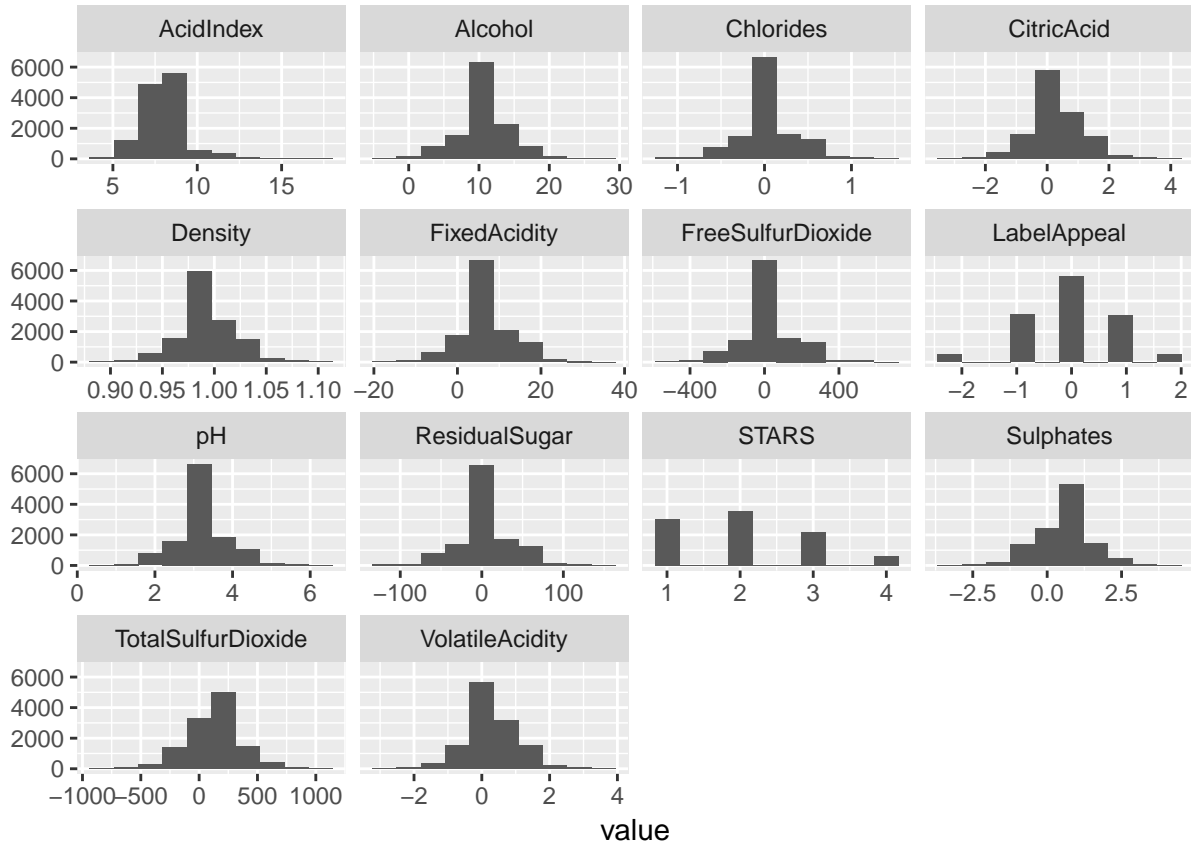 AcidIndex Alcohol Chlorides CitricAcid
6000
4000
2000
0
5 10 15 0 10 20 30 −1 0 1 −2 0 2 4
Density FixedAcidity FreeSulfurDioxide LabelAppeal
6000
4000
2000
0
0.90 0.95 1.00 1.05 1.10 −20 0 20 40 −400 0 400 −2 −1 0 1 2
pH ResidualSugar STARS Sulphates
6000
4000
2000
0
0 2 4 6 −100 0 100 1 2 3 4 −2.5 0.0 2.5
TotalSulfurDioxide VolatileAcidity
6000
4000
2000
0
−1000 −500 0 500 1000 −2 0 2 4
value